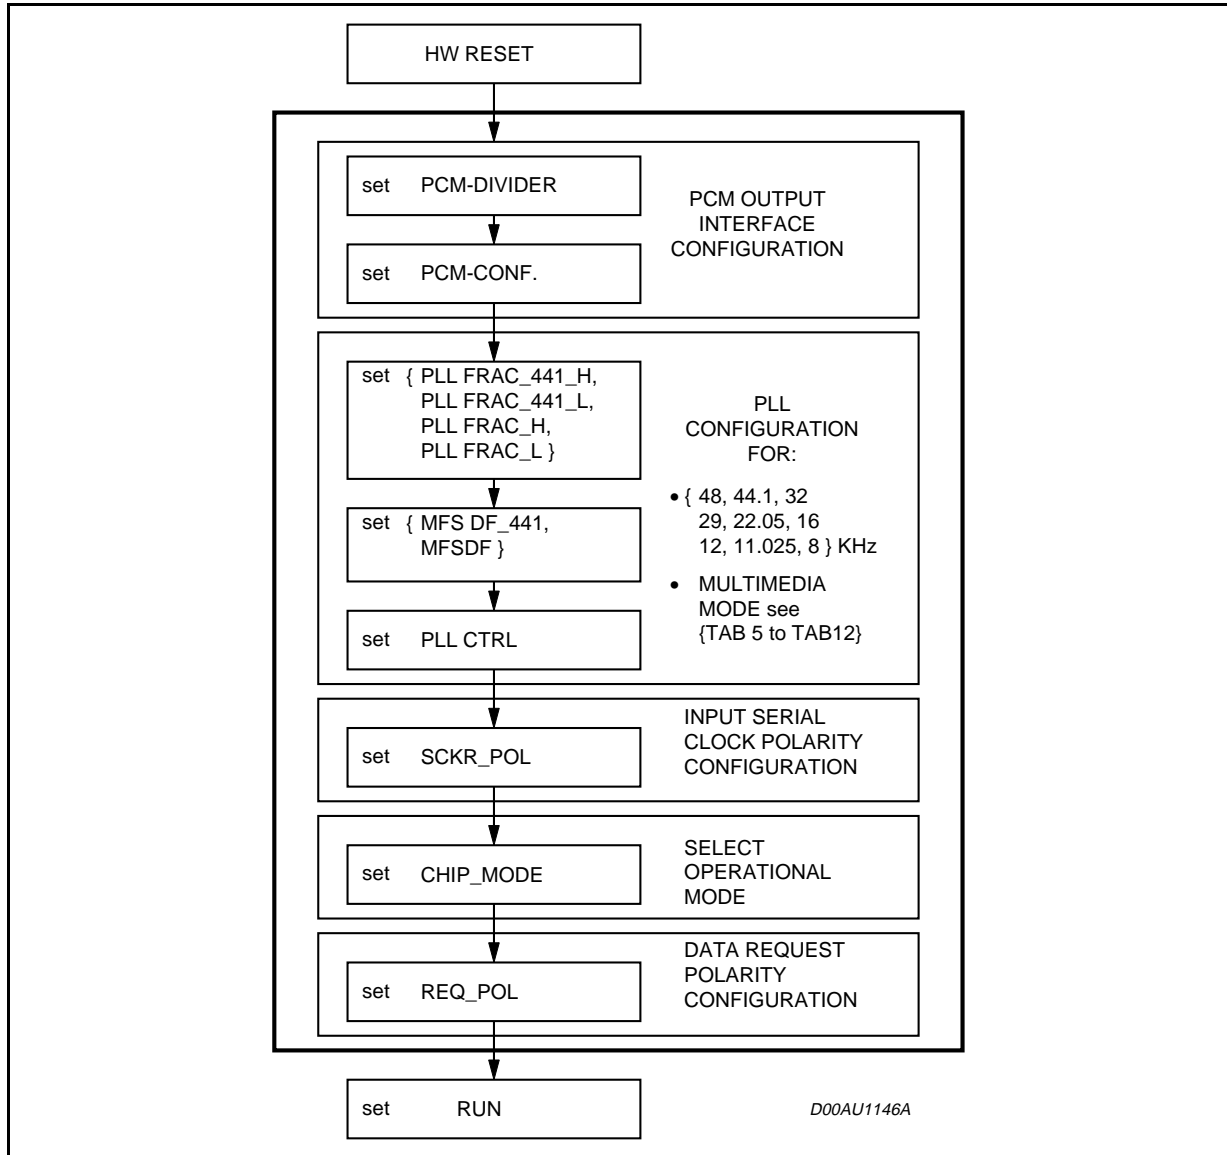 HW RESET
set PCM-DIVIDER
set PCM-CONF.
PCM OUTPUT
INTERFACE
CONFIGURATION
set { PLL FRAC_441_H,
PLL FRAC_441_L,
PLL FRAC_H,
PLL FRAC_L }
set { MFS DF_441,
MFSDF }
set PLL CTRL
PLL
CONFIGURATION
FOR:
• { 48, 44.1, 32
29, 22.05, 16
12, 11.025, 8 } KHz
• MULTIMEDIA
MODE see
{TAB 5 to TAB12}
set SCKR_POL
INPUT SERIAL
CLOCK POLARITY
CONFIGURATION
set CHIP_MODE
SELECT
OPERATIONAL
MODE
set REQ_POL
DATA REQUEST
POLARITY
CONFIGURATION
set RUN
D00AU1146A